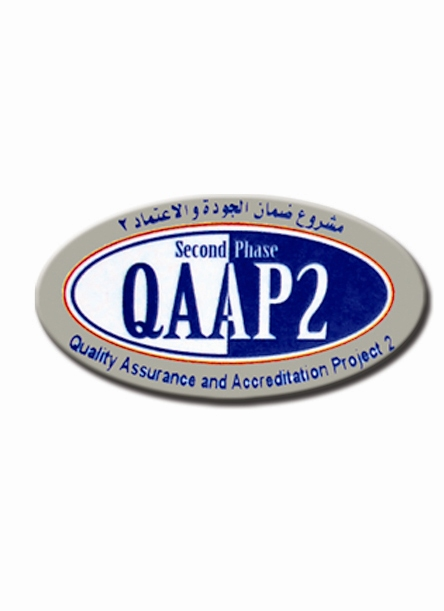 مشروع ضمان الجودة والاعتماد ٢
Second Phase
QAAP2
Quality Assurance and Accreditation Project 2